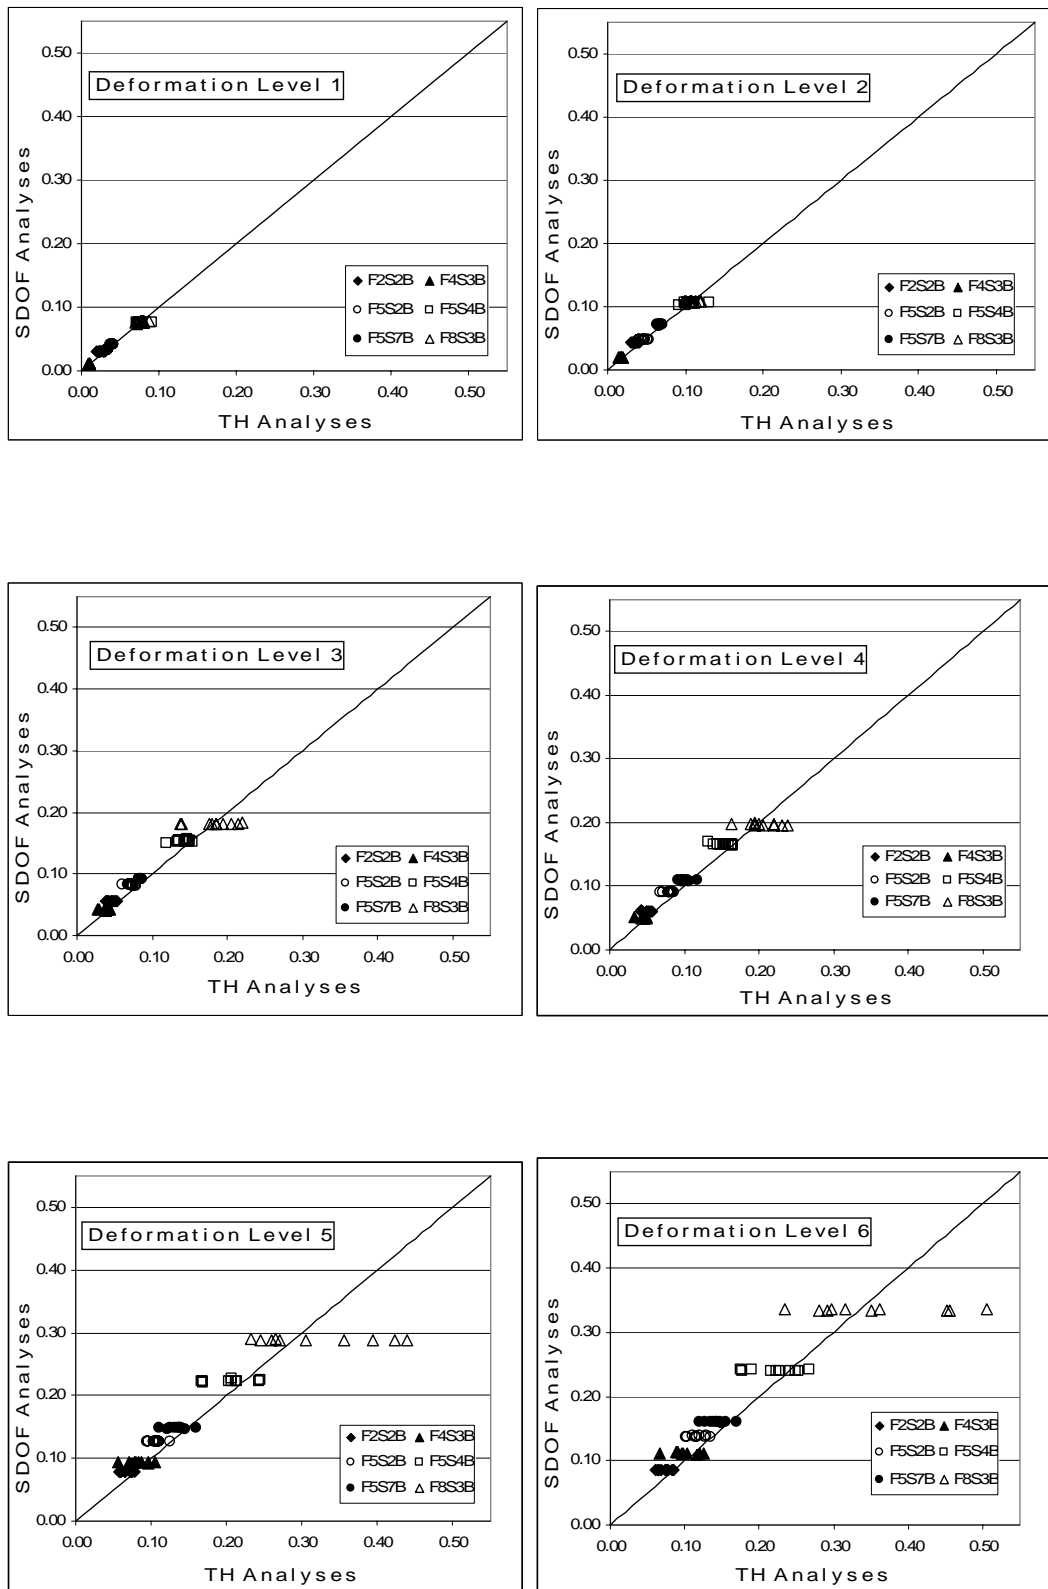 Deformation Level 1
SDOF Analyses
0.50
0.40
0.30
0.20
0.10
0.00
F2S2B F4S3B
F5S2B F5S4B
F5S7B F8S3B
0.00 0.10 0.20 0.30 0.40 0.50
TH Analyses
Deformation Level 2
SDOF Analyses
0.50
0.40
0.30
0.20
0.10
0.00
F2S2B F4S3B
F5S2B F5S4B
F5S7B F8S3B
0.00 0.10 0.20 0.30 0.40 0.50
TH Analyses
Deformation Level 3
SDOF Analyses
0.50
0.40
0.30
0.20
0.10
0.00
F2S2B F4S3B
F5S2B F5S4B
F5S7B F8S3B
0.00 0.10 0.20 0.30 0.40 0.50
TH Analyses
Deformation Level 4
SDOF Analyses
0.50
0.40
0.30
0.20
0.10
0.00
F2S2B F4S3B
F5S2B F5S4B
F5S7B F8S3B
0.00 0.10 0.20 0.30 0.40 0.50
TH Analyses
Deformation Level 5
SDOF Analyses
0.50
0.40
0.30
0.20
0.10
0.00
F2S2B F4S3B
F5S2B F5S4B
F5S7B F8S3B
0.00 0.10 0.20 0.30 0.40 0.50
TH Analyses
Deformation Level 6
SDOF Analyses
0.50
0.40
0.30
0.20
0.10
0.00
F2S2B F4S3B
F5S2B F5S4B
F5S7B F8S3B
0.00 0.10 0.20 0.30 0.40 0.50
TH Analyses